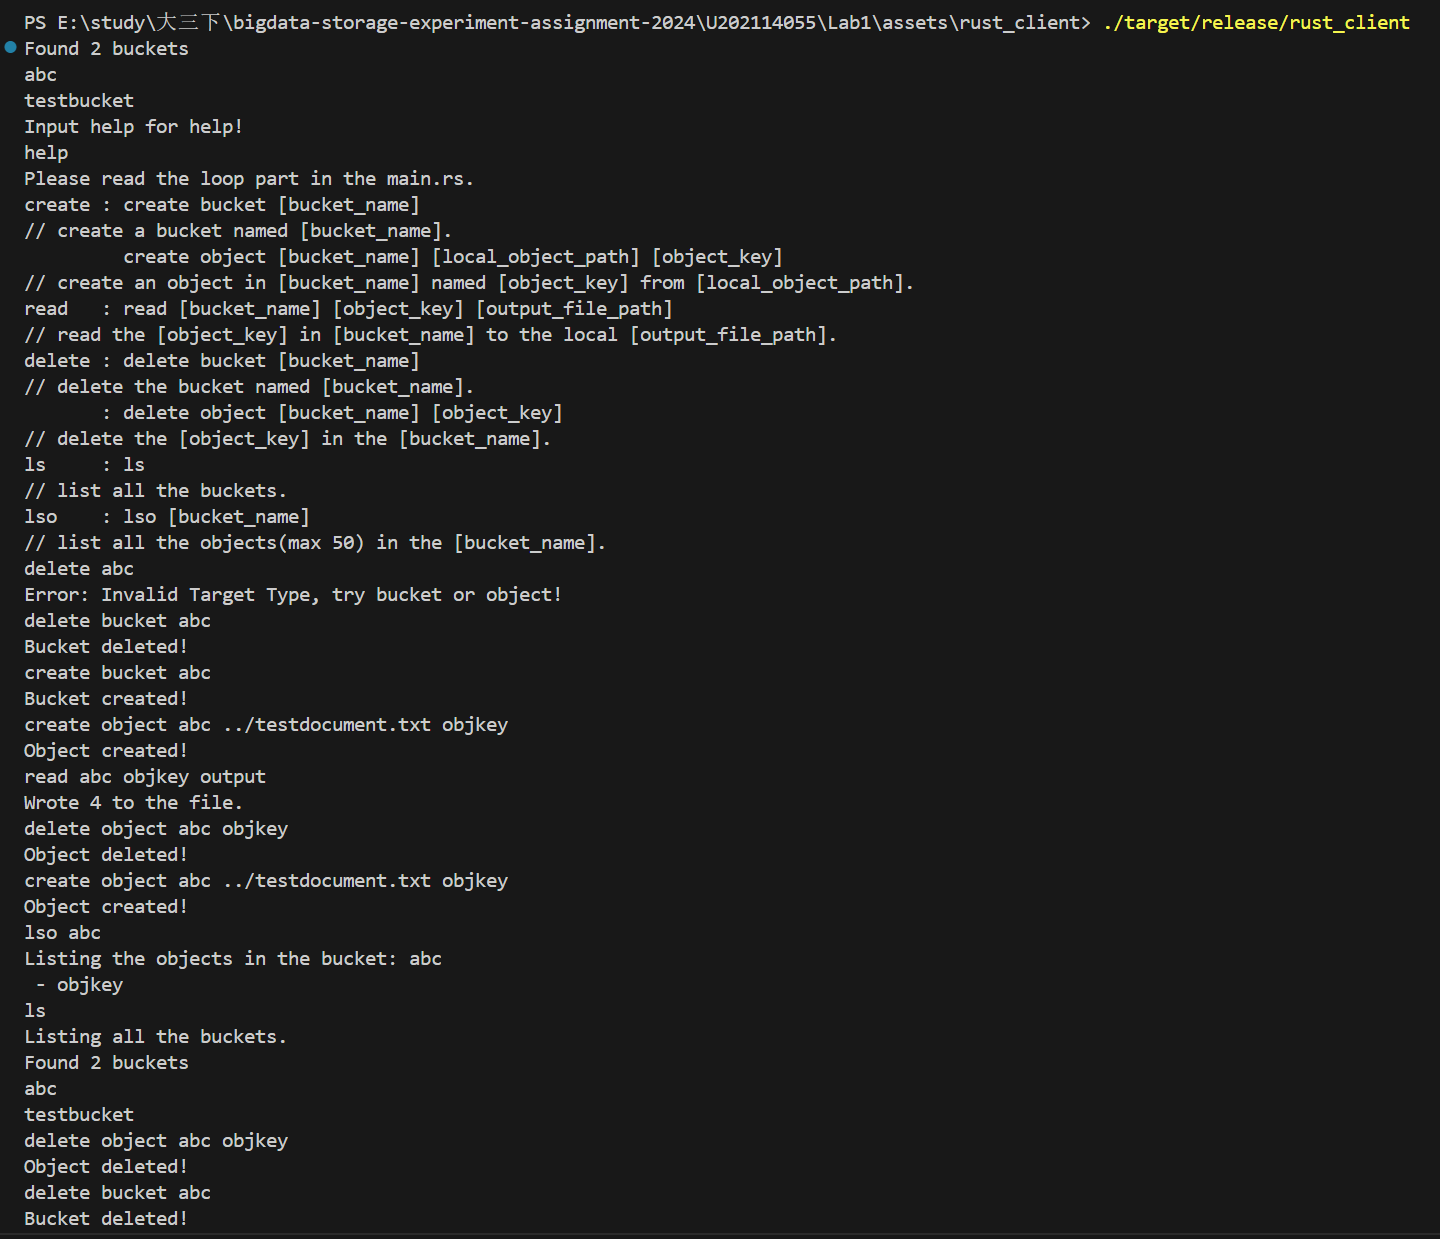 PS E:\study\大三下\bigdata-storage-experiment-assignment-2024\U202114055\Lab1\assets\rust_client> ./target/release/rust_client
Found 2 buckets
abc
testbucket
Input help for help!
help
Please read the loop part in the main.rs.
create : create bucket [bucket_name]
// create a bucket named [bucket_name].
         create object [bucket_name] [local_object_path] [object_key]
// create an object in [bucket_name] named [object_key] from [local_object_path].
read   : read [bucket_name] [object_key] [output_file_path]
// read the [object_key] in [bucket_name] to the local [output_file_path].
delete : delete bucket [bucket_name]
// delete the bucket named [bucket_name].
       : delete object [bucket_name] [object_key]
// delete the [object_key] in the [bucket_name].
ls     : ls
// list all the buckets.
lso    : lso [bucket_name]
// list all the objects(max 50) in the [bucket_name].
delete abc
Error: Invalid Target Type, try bucket or object!
delete bucket abc
Bucket deleted!
create bucket abc
Bucket created!
create object abc ../testdocument.txt objkey
Object created!
read abc objkey output
Wrote 4 to the file.
delete object abc objkey
Object deleted!
create object abc ../testdocument.txt objkey
Object created!
lso abc
Listing the objects in the bucket: abc
 - objkey
ls
Listing all the buckets.
Found 2 buckets
abc
testbucket
delete object abc objkey
Object deleted!
delete bucket abc
Bucket deleted!